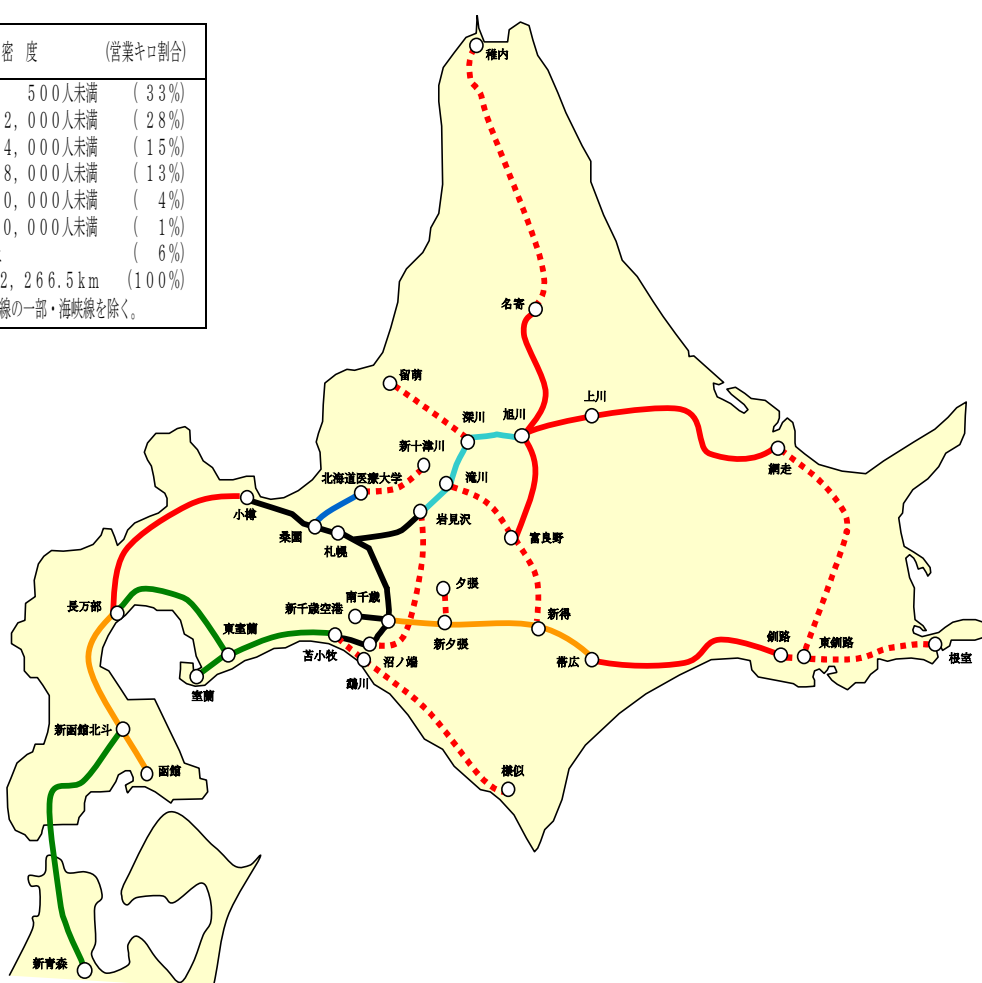 密 度 (営業キロ割合)
500人未満 ( 33%)
2,000人未満 ( 28%)
4,000人未満 ( 15%)
8,000人未満 ( 13%)
0,000人未満 ( 4%)
0,000人未満 ( 1%)
( 6%)
2,266.5km (100%)
線の一部・海峡線を除く。
稚内
名寄
留萌
上川
深川
旭川
新十津川
網走
北海道医療大学
滝川
小樽
岩見沢
桑園
札幌
富良野
夕張
南千歳
新千歳空港
長万部
新得
東室蘭
新夕張
釧路
東釧路
苫小牧
沼ノ端
帯広
根室
鵡川
室蘭
新函館北斗
函館
様似
新青森